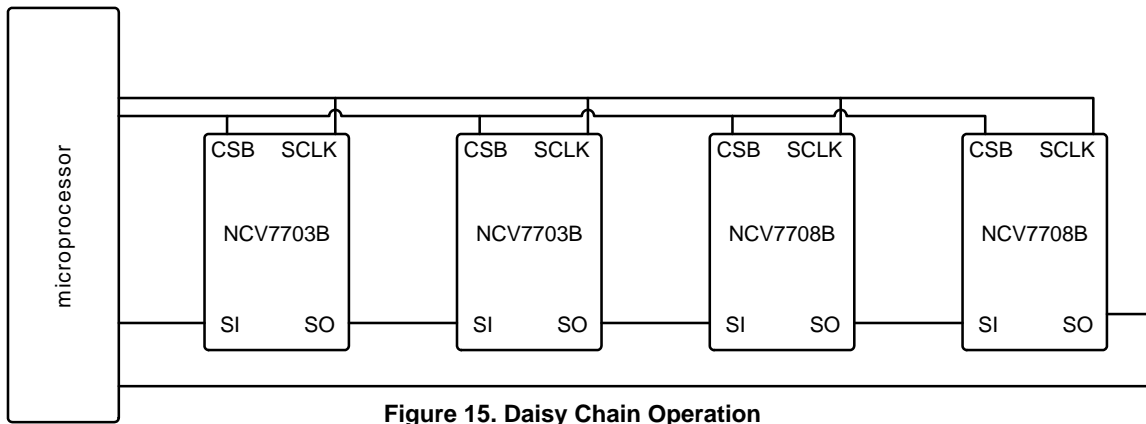 microprocessor
CSB SCLK
NCV7703B
SI SO
CSB SCLK
NCV7703B
SI SO
CSB SCLK
NCV7708B
SI SO
CSB SCLK
NCV7708B
SI SO
Figure 15. Daisy Chain Operation